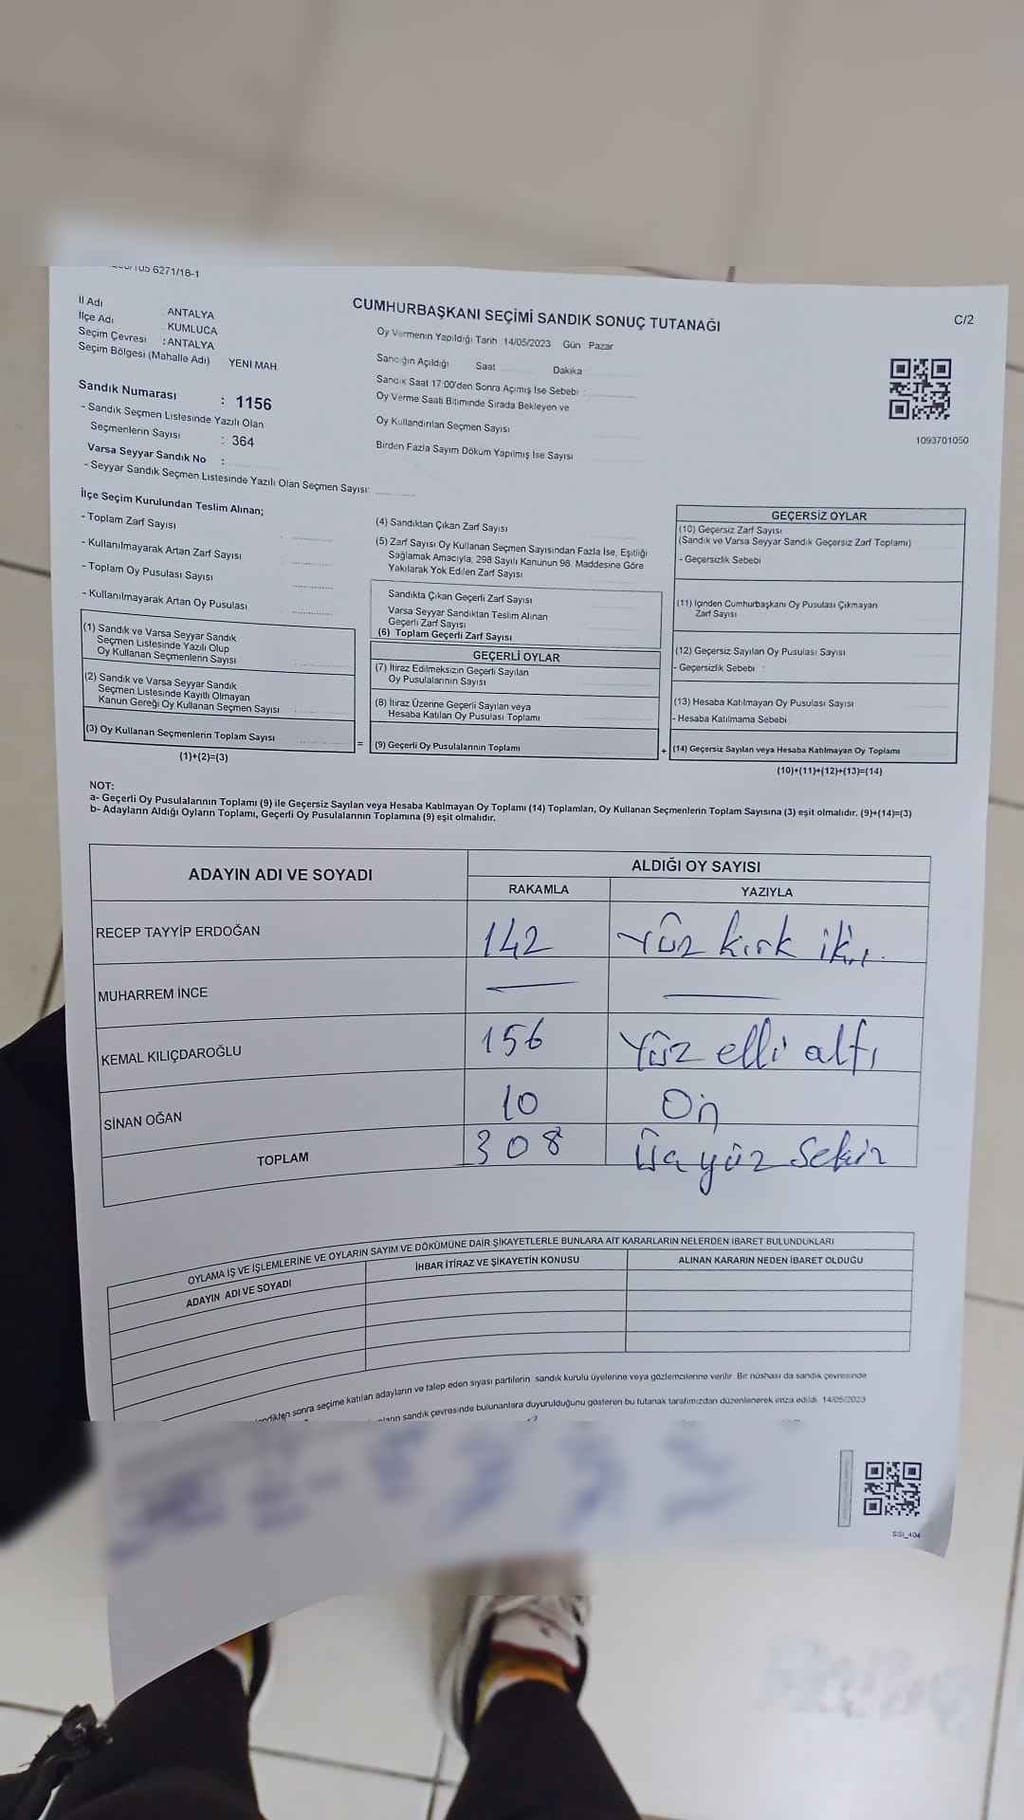 6271/18-1
C/2
CUMHURBAŞKANI SEÇİMİ SANDIK SONUÇ TUTANAĞI
İl Adı ANTALYA
İlçe Adı KUMLUCA
Seçim Çevresi : ANTALYA
Seçim Bölgesi (Mahalle Adı) YENİ MAH
Oy Vermenin Yapıldığı Tarih 14/05/2023 Gün Pazar
Sandığın Açıldığı Saat Dakika
Sandık Saat 17:00'den Sonra Açımış İse Sebebi :
Oy Verme Saati Bitiminde Sırada Bekleyen ve
Oy Kullandırılan Seçmen Sayısı
Birden Fazla Sayım Döküm Yapılmış İse Sayısı
1093701050
Sandık Numarası : 1156
- Sandık Seçmen Listesinde Yazılı Olan
Seçmenlerin Sayısı : 364
Varsa Seyyar Sandık No :
- Seyyar Sandık Seçmen Listesinde Yazılı Olan Seçmen Sayısı:
İlçe Seçim Kurulundan Teslim Alınan;
- Toplam Zarf Sayısı
- Kullanılmayarak Artan Zarf Sayısı
- Toplam Oy Pusulası Sayısı
- Kullanılmayarak Artan Oy Pusulası
(1) Sandık ve Varsa Seyyar Sandık
Seçmen Listesinde Yazılı Olup
Oy Kullanan Seçmenlerin Sayısı
(2) Sandık ve Varsa Seyyar Sandık
Seçmen Listesinde Kayıtlı Olmayan
Kanun Gereği Oy Kullanan Seçmen Sayısı
(3) Oy Kullanan Seçmenlerin Toplam Sayısı
(1)+(2)=(3)
(4) Sandıktan Çıkan Zarf Sayısı
(5) Zarf Sayısı Oy Kullanan Seçmen Sayısından Fazla İse, Eşitliği
Sağlamak Amacıyla; 298 Sayılı Kanunun 98. Maddesine Göre
Yakılarak Yok Edilen Zarf Sayısı
Sandıkta Çıkan Geçerli Zarf Sayısı
Varsa Seyyar Sandıktan Teslim Alınan
Geçerli Zarf Sayısı
(6) Toplam Geçerli Zarf Sayısı
GEÇERLİ OYLAR
(7) İtiraz Edilmeksizin Geçerli Sayılan
Oy Pusulalarının Sayısı
(8) İtiraz Üzerine Geçerli Sayılan veya
Hesaba Katılan Oy Pusulası Toplamı
= (9) Geçerli Oy Pusulalarının Toplamı
GEÇERSİZ OYLAR
(10) Geçersiz Zarf Sayısı
(Sandık ve Varsa Seyyar Sandık Geçersiz Zarf Toplamı)
- Geçersizlik Sebebi
(11) İçinden Cumhurbaşkanı Oy Pusulası Çıkmayan
Zarf Sayısı
(12) Geçersiz Sayılan Oy Pusulası Sayısı
- Geçersizlik Sebebi :
(13) Hesaba Katılmayan Oy Pusulası Sayısı
- Hesaba Katılmama Sebebi
+ (14) Geçersiz Sayılan veya Hesaba Katılmayan Oy Toplamı
(10)+(11)+(12)+(13)=(14)
NOT:
a- Geçerli Oy Pusulalarının Toplamı (9) ile Geçersiz Sayılan veya Hesaba Katılmayan Oy Toplamı (14) Toplamları, Oy Kullanan Seçmenlerin Toplam Sayısına (3) eşit olmalıdır. (9)+(14)=(3)
b- Adayların Aldığı Oyların Toplamı, Geçerli Oy Pusulalarının Toplamına (9) eşit olmalıdır.
ADAYIN ADI VE SOYADI ALDIĞI OY SAYISI
RAKAMLA YAZIYLA
RECEP TAYYİP ERDOĞAN 142 Yüz kırk iki
MUHARREM İNCE — —
KEMAL KILIÇDAROĞLU 156 Yüz elli altı
SİNAN OĞAN 10 On
TOPLAM 308 Üçyüz sekiz
OYLAMA İŞ VE İŞLEMLERİNE VE OYLARIN SAYIM VE DÖKÜMÜNE DAİR ŞİKAYETLERLE BUNLARA AİT KARARLARIN NELERDEN İBARET BULUNDUKLARI
ADAYIN ADI VE SOYADI İHBAR İTİRAZ VE ŞİKAYETİN KONUSU ALINAN KARARIN NEDEN İBARET OLDUĞU
sonra seçime katılan adayların ve talep eden siyasi partilerin sandık kurulu üyelerine veya gözlemcilerine verilir. Bir nüshası da sandık çevresinde
sandık çevresinde bulunanlara duyurulduğunu gösteren bu tutanak tarafımızdan düzenlenerek imza edildi. 14/05/2023